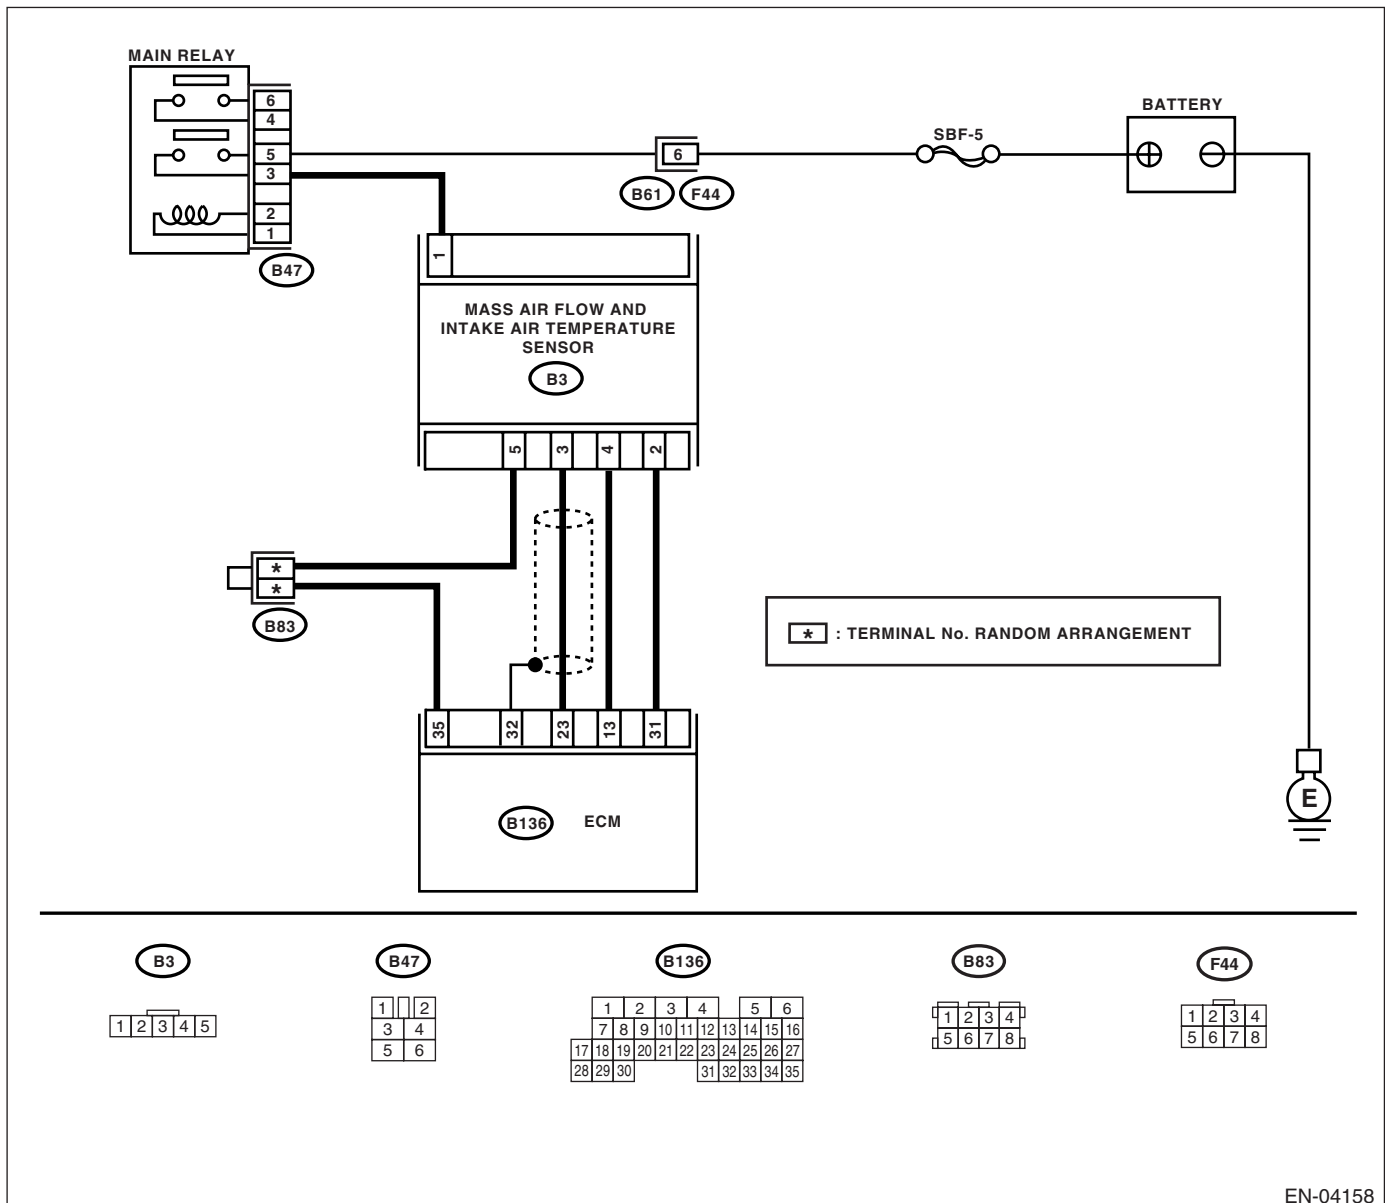 MAIN RELAY
6
4
5
3
2
1
B47
6
B61 F44
SBF-5
BATTERY
1
MASS AIR FLOW AND
INTAKE AIR TEMPERATURE
SENSOR
B3
5 3 4 2
*
*
B83
* : TERMINAL No. RANDOM ARRANGEMENT
35 32 23 13 31
B136 ECM
E
B3
1 2 3 4 5
B47
1 2
3 4
5 6
B136
1 2 3 4 5 6
7 8 9 10 11 12 13 14 15 16
17 18 19 20 21 22 23 24 25 26 27
28 29 30 31 32 33 34 35
B83
1 2 3 4
5 6 7 8
F44
1 2 3 4
5 6 7 8
EN-04158